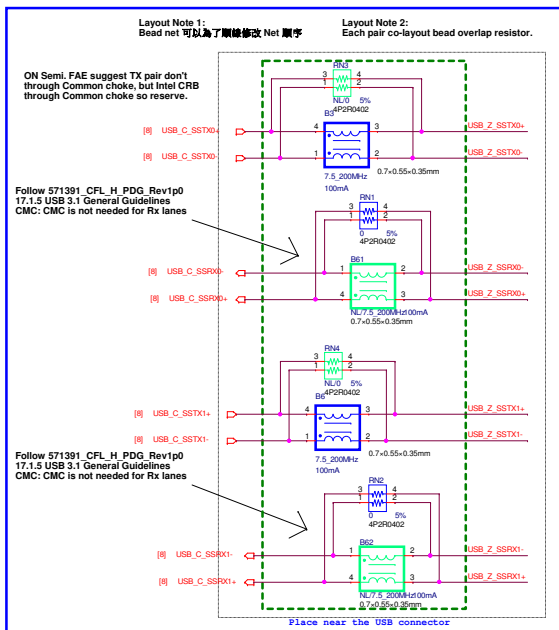 Layout Note 1:
Bead net 可以為了順線修改 Net 順序
Layout Note 2:
Each pair co-layout bead overlap resistor.
ON Semi. FAE suggest TX pair don't
through Common choke, but Intel CRB
through Common choke so reserve.
RN3
3 4
1 2
NL/0 5%
4P2R0402
B3
[8] USB_C_SSTX0+
4 3
USB_Z_SSTX0+
[8] USB_C_SSTX0-
1 2
USB_Z_SSTX0-
7.5_200MHz
100mA
0.7×0.55×0.35mm
Follow 571391_CFL_H_PDG_Rev1p0
17.1.5 USB 3.1 General Guidelines
CMC: CMC is not needed for Rx lanes
RN1
3 4
1 2
0 5%
4P2R0402
B61
[8] USB_C_SSRX0-
1 2
USB_Z_SSRX0-
[8] USB_C_SSRX0+
4 3
USB_Z_SSRX0+
NL/7.5_200MHz100mA
0.7×0.55×0.35mm
RN4
3 4
1 2
NL/0 5%
4P2R0402
B6
[8] USB_C_SSTX1+
4 3
USB_Z_SSTX1+
[8] USB_C_SSTX1-
1 2
USB_Z_SSTX1-
7.5_200MHz
100mA
0.7×0.55×0.35mm
Follow 571391_CFL_H_PDG_Rev1p0
17.1.5 USB 3.1 General Guidelines
CMC: CMC is not needed for Rx lanes
RN2
3 4
1 2
0 5%
4P2R0402
B62
[8] USB_C_SSRX1-
1 2
USB_Z_SSRX1-
[8] USB_C_SSRX1+
4 3
USB_Z_SSRX1+
NL/7.5_200MHz100mA
0.7×0.55×0.35mm
Place near the USB connector